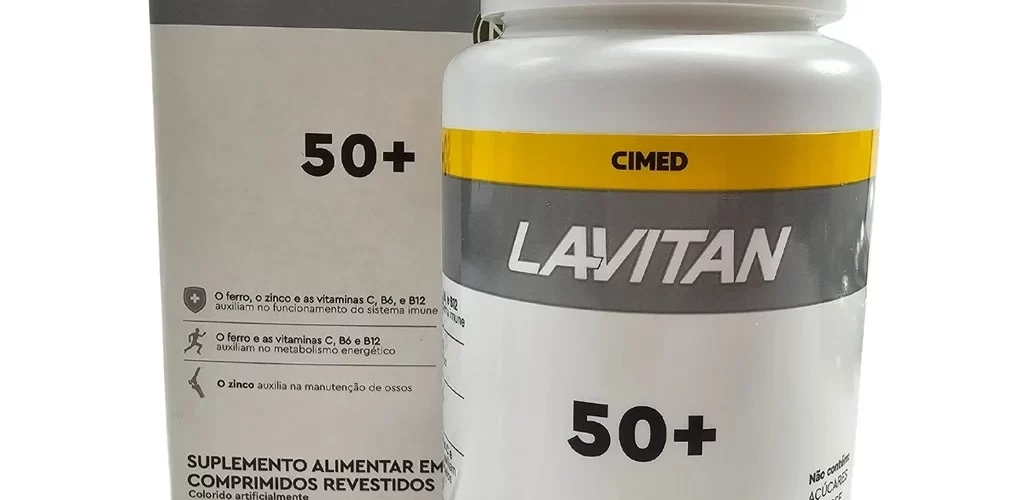 50+
O ferro, o zinco e as vitaminas C, B6, e B12
auxiliam no funcionamento do sistema imune
O ferro e as vitaminas C, B6 e B12
auxiliam no metabolismo energético
O zinco auxilia na manutenção de ossos
SUPLEMENTO ALIMENTAR EM
COMPRIMIDOS REVESTIDOS
Colorido artificialmente
CIMED
LAVITAN
50+
Não contém:
AÇÚCARES